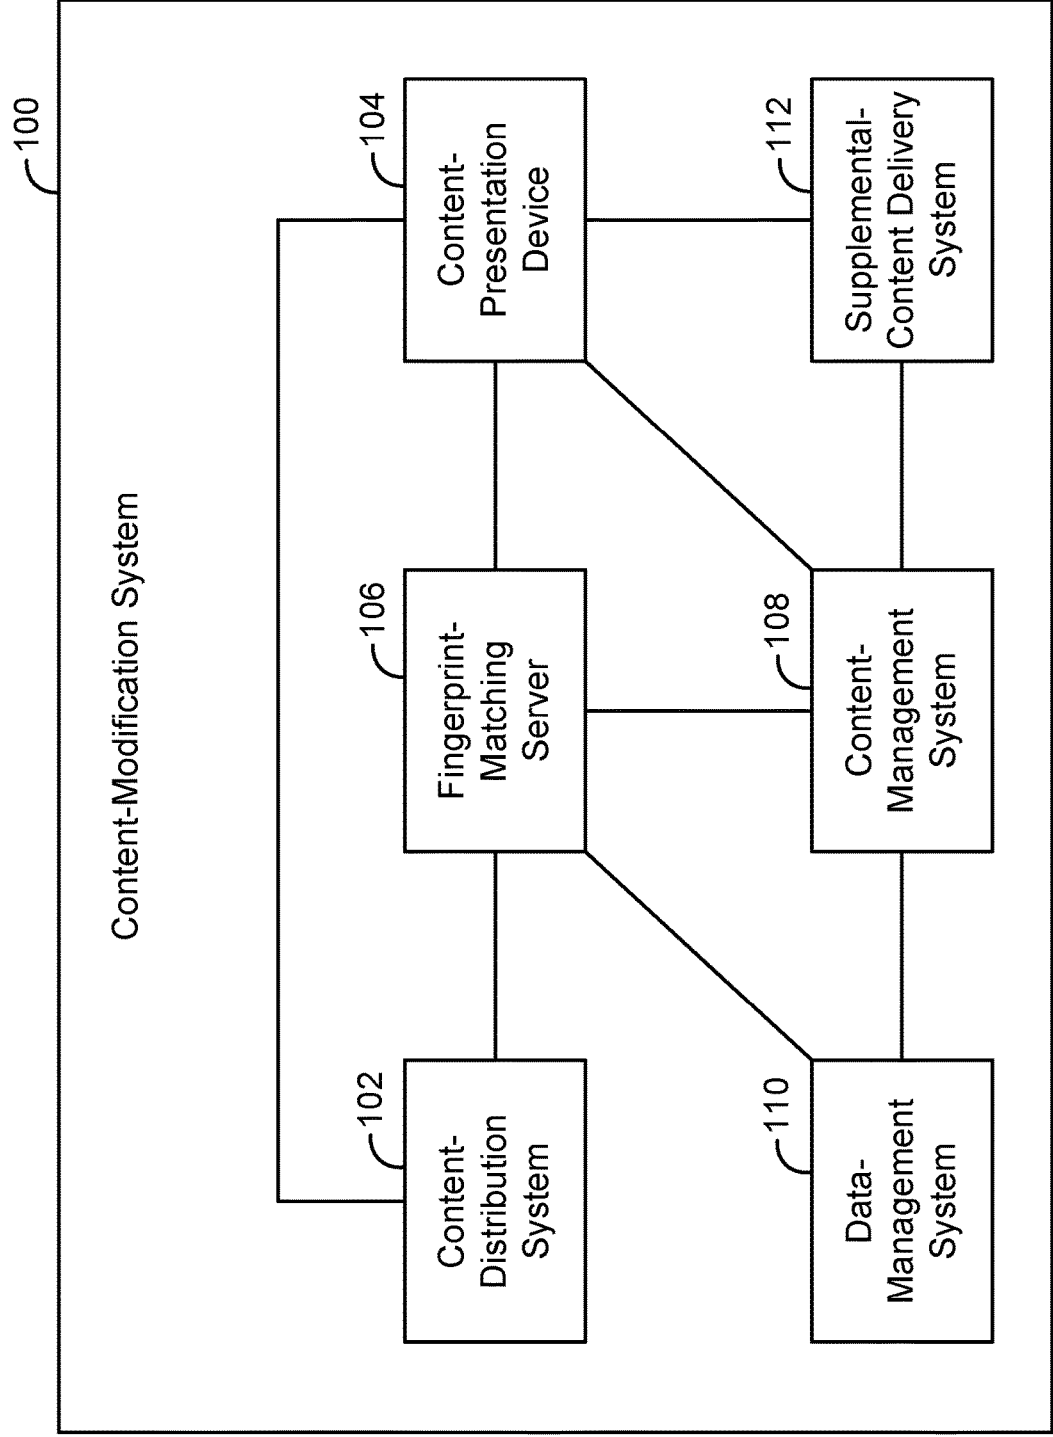 100
Content-Modification System
102
Content-
Distribution
System
106
Fingerprint-
Matching
Server
104
Content-
Presentation
Device
110
Data-
Management
System
108
Content-
Management
System
112
Supplemental-
Content Delivery
System